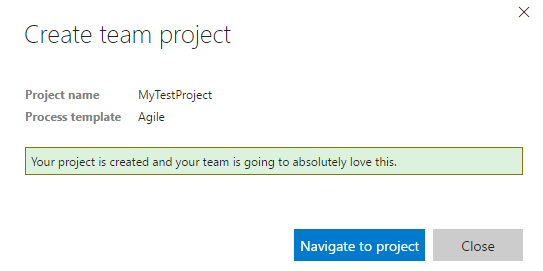 Create team project
Project name MyTestProject
Process template Agile
Your project is created and your team is going to absolutely love this.
Navigate to project Close